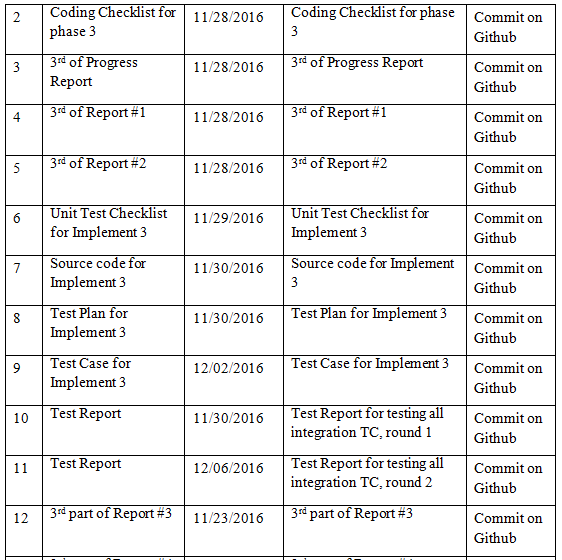 2 Coding Checklist for 11/28/2016 Coding Checklist for phase Commit on
phase 3 3 Github
3 3rd of Progress 11/28/2016 3rd of Progress Report Commit on
Report Github
4 3rd of Report #1 11/28/2016 3rd of Report #1 Commit on
Github
5 3rd of Report #2 11/28/2016 3rd of Report #2 Commit on
Github
6 Unit Test Checklist 11/29/2016 Unit Test Checklist for Commit on
for Implement 3 Implement 3 Github
7 Source code for 11/30/2016 Source code for Implement Commit on
Implement 3 3 Github
8 Test Plan for 11/30/2016 Test Plan for Implement 3 Commit on
Implement 3 Github
9 Test Case for 12/02/2016 Test Case for Implement 3 Commit on
Implement 3 Github
10 Test Report 11/30/2016 Test Report for testing all Commit on
integration TC, round 1 Github
11 Test Report 12/06/2016 Test Report for testing all Commit on
integration TC, round 2 Github
12 3rd part of Report #3 11/23/2016 3rd part of Report #3 Commit on
Github